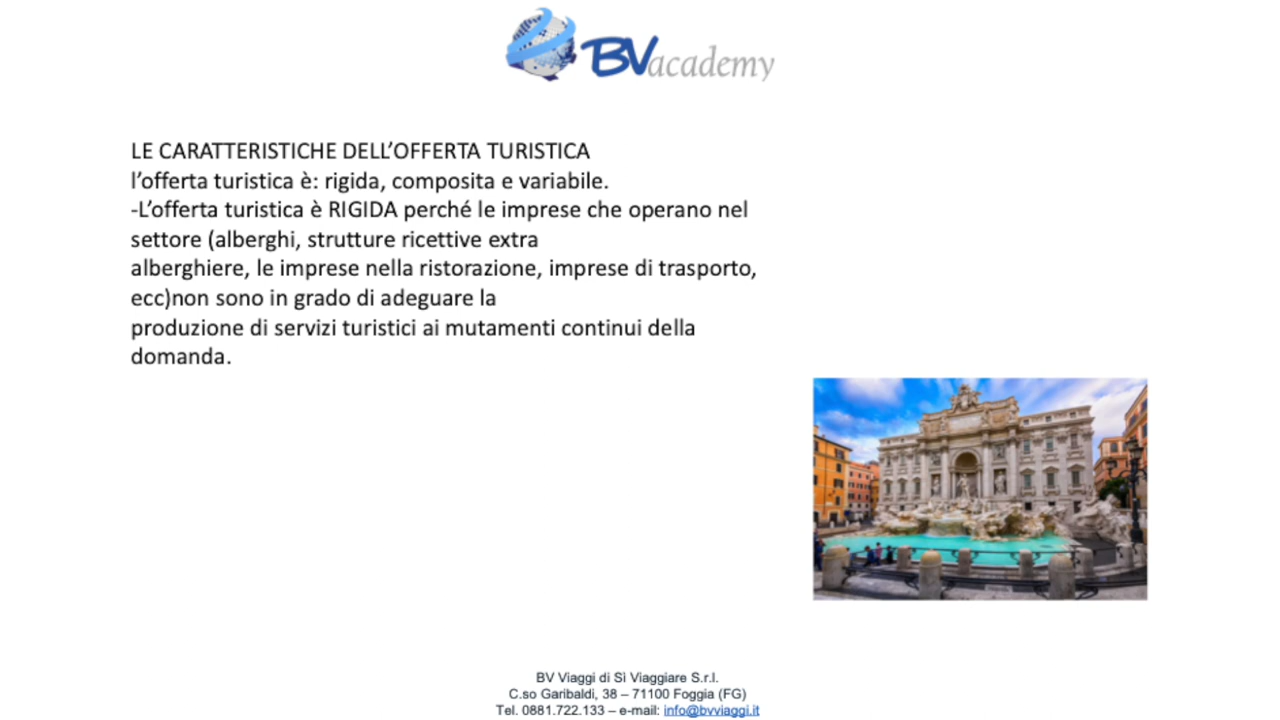 BVacademy
LE CARATTERISTICHE DELL’OFFERTA TURISTICA
l’offerta turistica è: rigida, composita e variabile.
-L’offerta turistica è RIGIDA perché le imprese che operano nel
settore (alberghi, strutture ricettive extra
alberghiere, le imprese nella ristorazione, imprese di trasporto,
ecc)non sono in grado di adeguare la
produzione di servizi turistici ai mutamenti continui della
domanda.
BV Viaggi di Sì Viaggiare S.r.l.
C.so Garibaldi, 38 – 71100 Foggia (FG)
Tel. 0881.722.133 – e-mail: info@bvviaggi.it